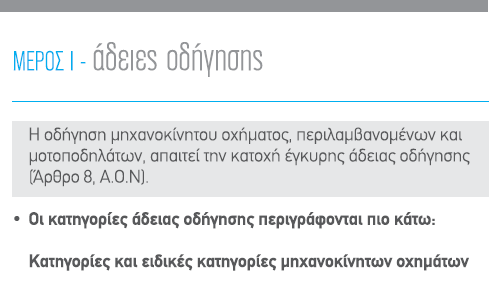 ΜΕΡΟΣ Ι - άδειες οδήγησης
Η οδήγηση μηχανοκίνητου οχήματος, περιλαμβανομένων και
μοτοποδηλάτων, απαιτεί την κατοχή έγκυρης άδειας οδήγησης
(Άρθρο 8, Α.Ο.Ν).
• Οι κατηγορίες άδειας οδήγησης περιγράφονται πιο κάτω:
Κατηγορίες και ειδικές κατηγορίες μηχανοκίνητων οχημάτων